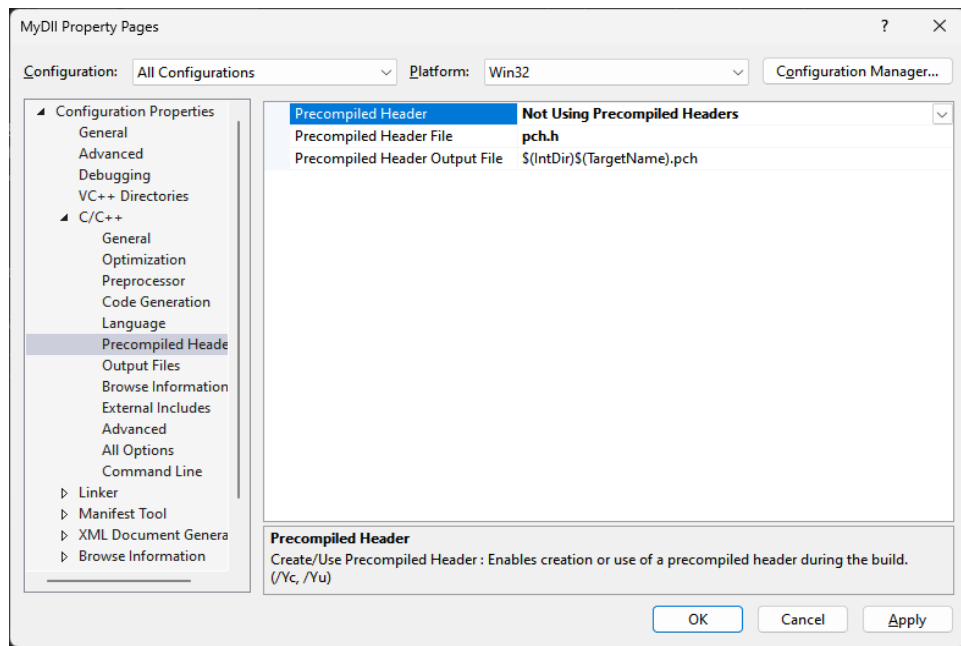 MyDll Property Pages
? ×
Configuration: All Configurations Platform: Win32 Configuration Manager...
Configuration Properties
General
Advanced
Debugging
VC++ Directories
C/C++
General
Optimization
Preprocessor
Code Generation
Language
Precompiled Heade
Output Files
Browse Information
External Includes
Advanced
All Options
Command Line
Linker
Manifest Tool
XML Document Genera
Browse Information
Precompiled Header Not Using Precompiled Headers
Precompiled Header File pch.h
Precompiled Header Output File $(IntDir)$(TargetName).pch
Precompiled Header
Create/Use Precompiled Header : Enables creation or use of a precompiled header during the build.
(/Yc, /Yu)
OK Cancel Apply